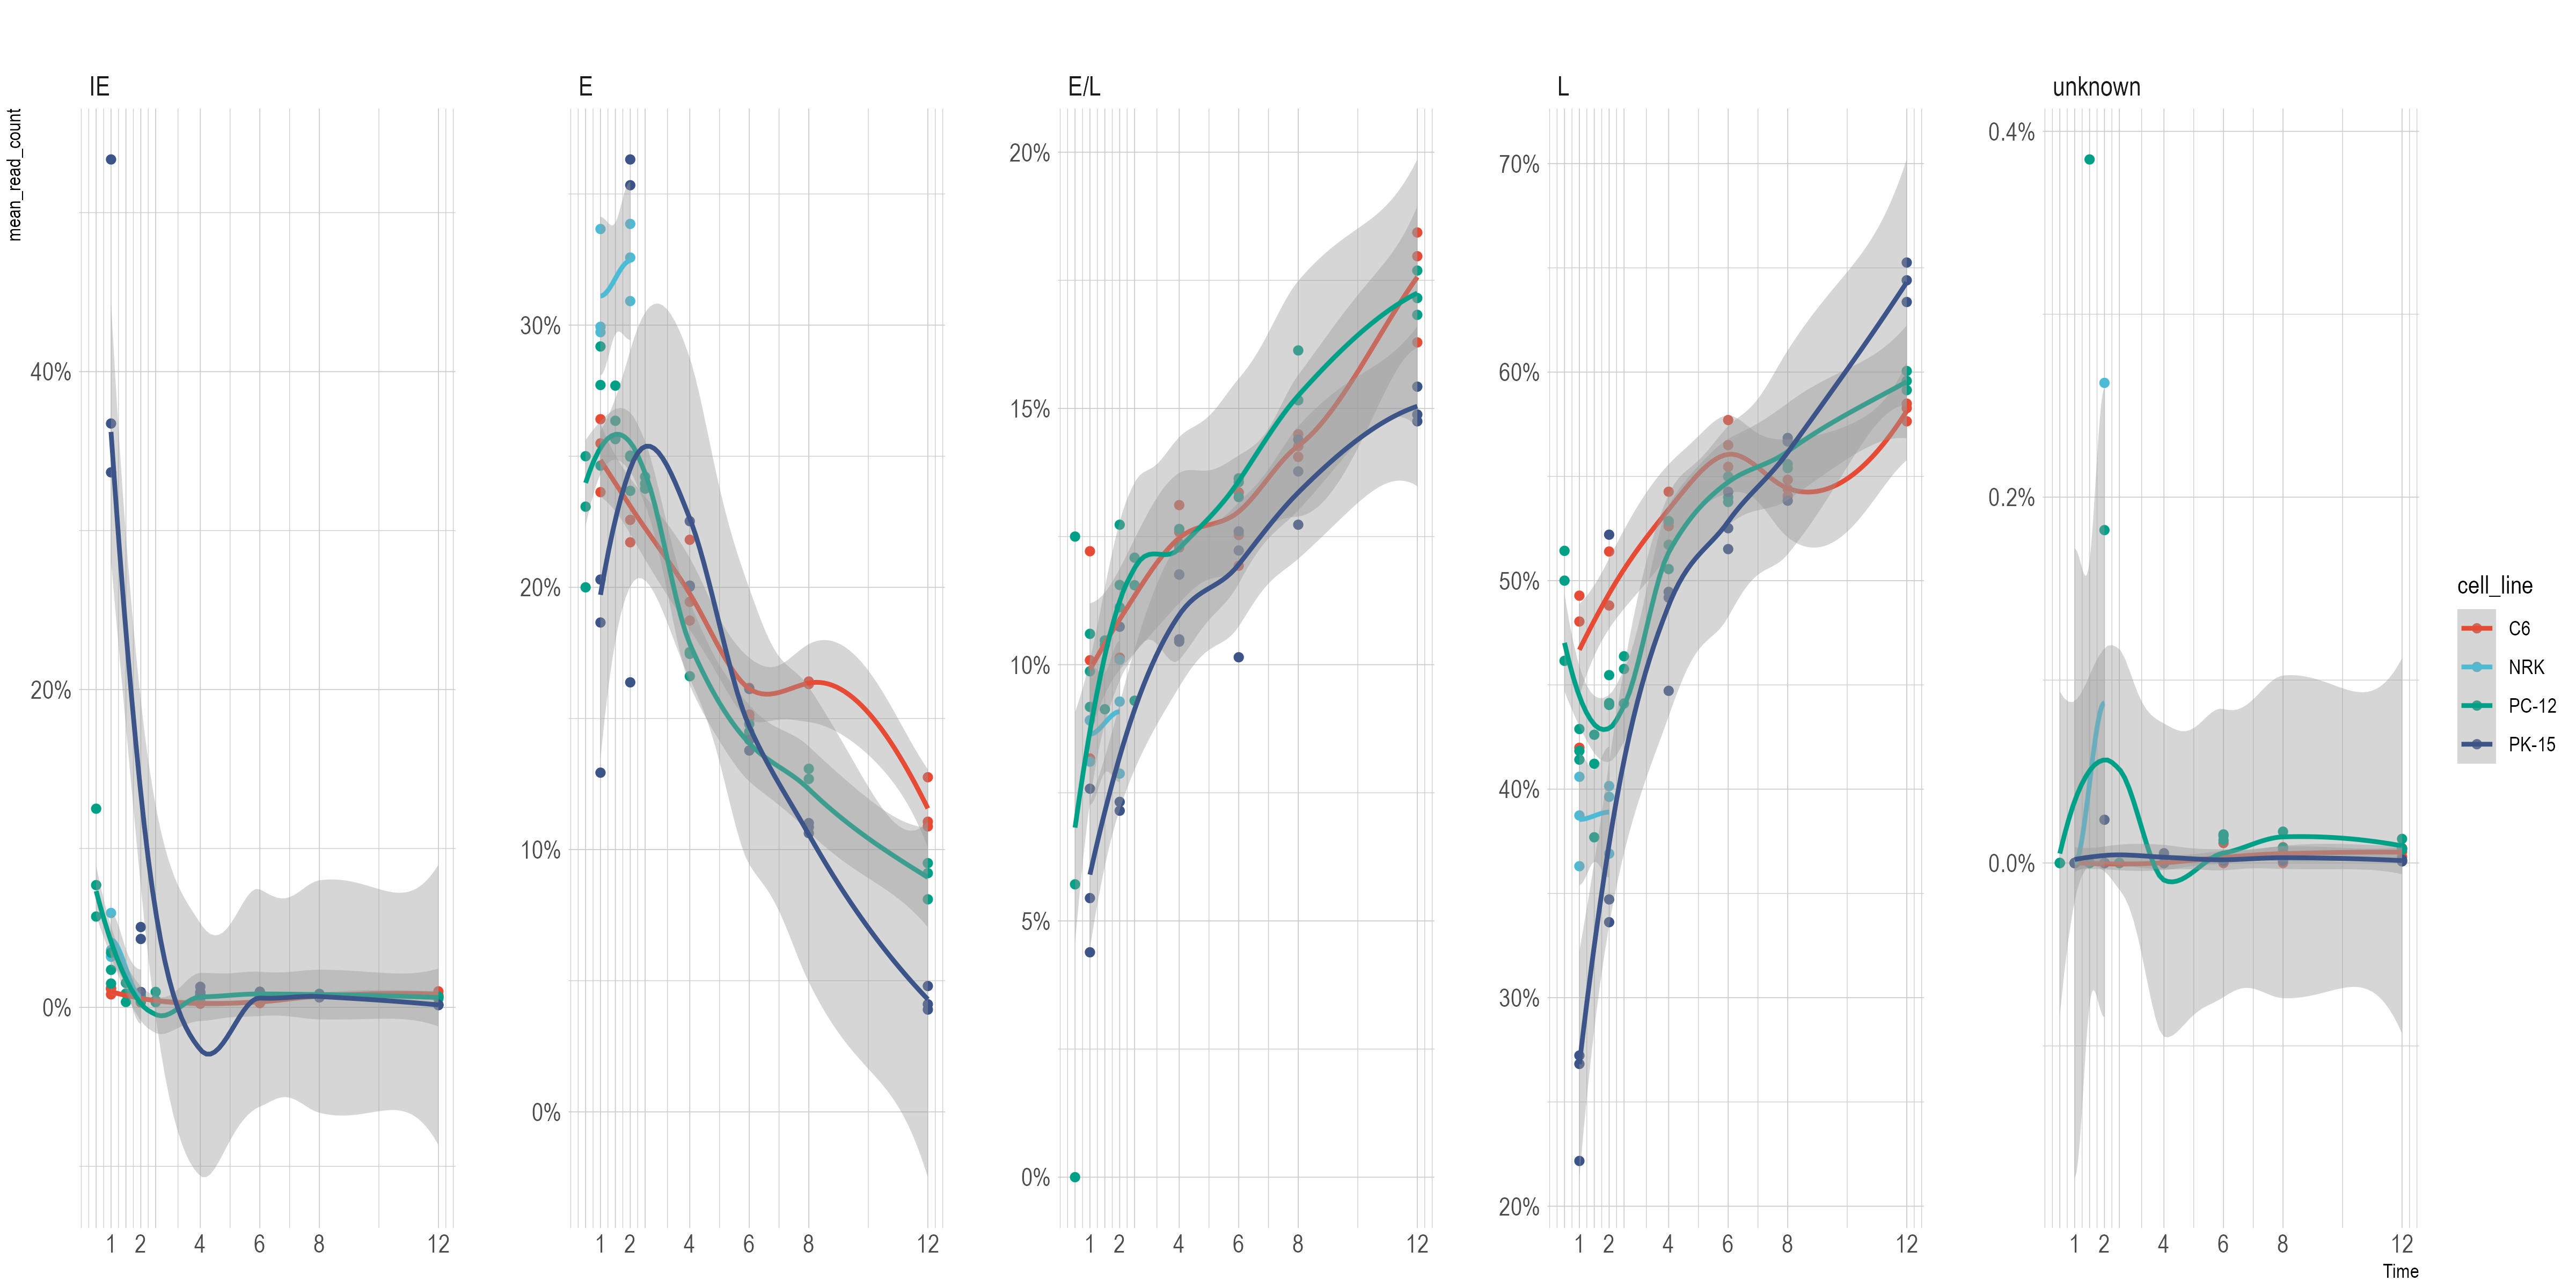 IE
E
E/L
L
unknown
mean_read_count
40%
20%
0%
30%
20%
10%
0%
20%
15%
10%
5%
0%
70%
60%
50%
40%
30%
20%
0.4%
0.2%
0.0%
1 2 4 6 8 12
1 2 4 6 8 12
1 2 4 6 8 12
1 2 4 6 8 12
1 2 4 6 8 12
Time
cell_line
C6
NRK
PC-12
PK-15